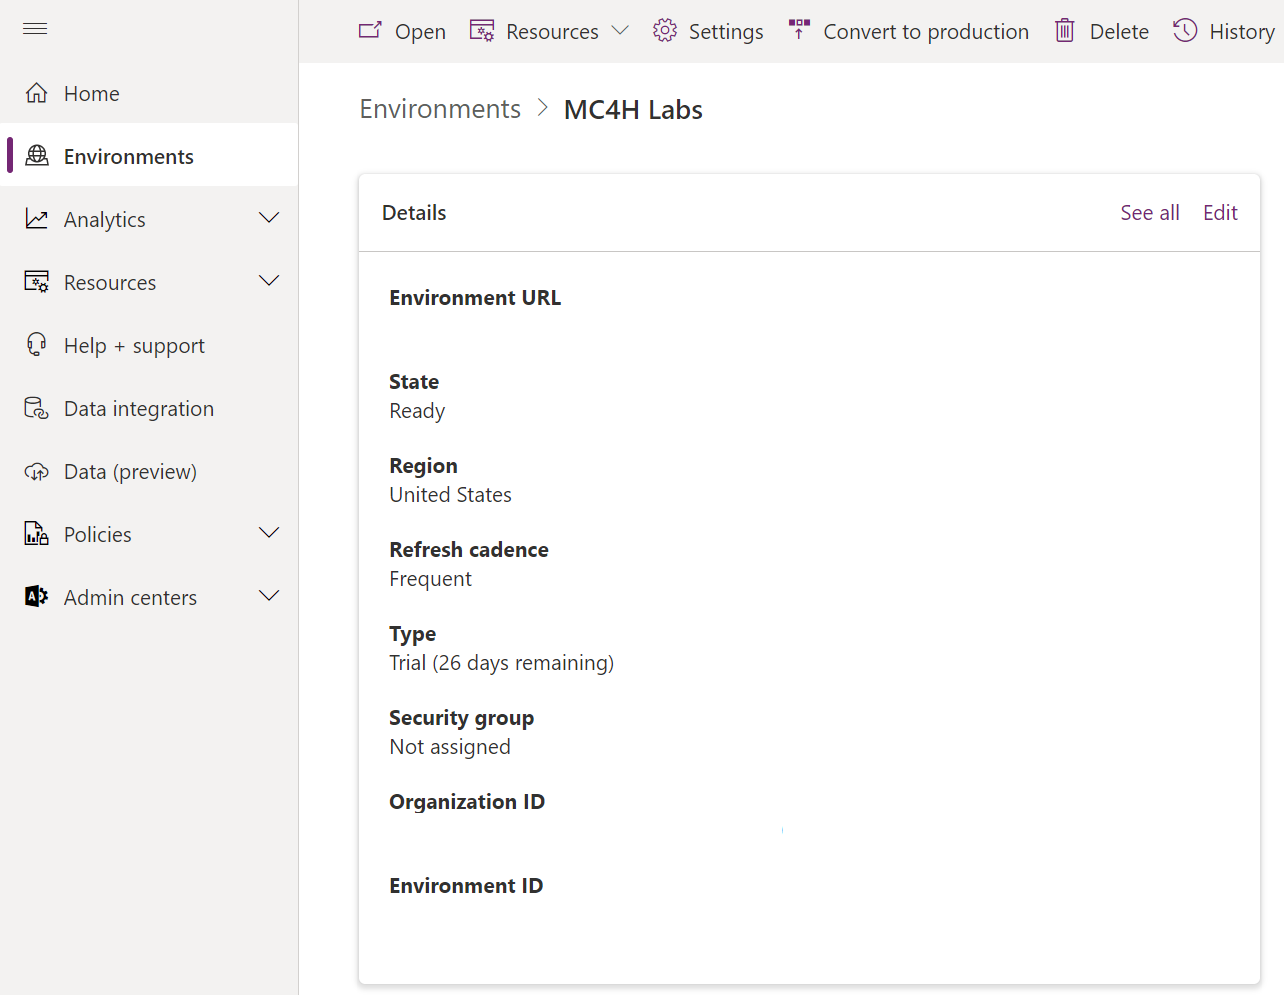 Open
Resources
Settings
Convert to production
Delete
History
Home
Environments
Analytics
Resources
Help + support
Data integration
Data (preview)
Policies
Admin centers
Environments > MC4H Labs
Details
See all
Edit
Environment URL
State
Ready
Region
United States
Refresh cadence
Frequent
Type
Trial (26 days remaining)
Security group
Not assigned
Organization ID
Environment ID